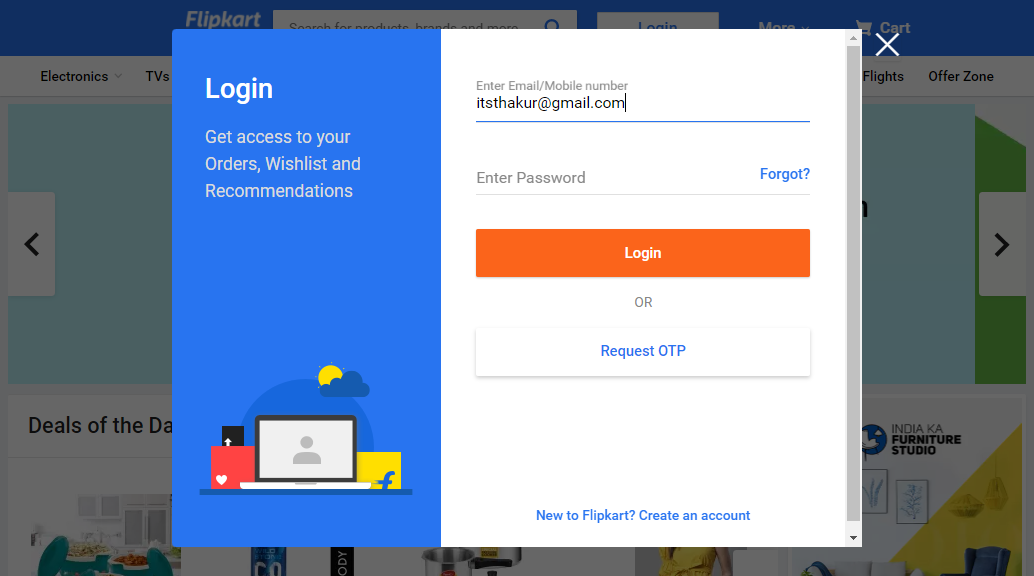 Flipkart
Search for products, brands and more
Login
More
Cart
Electronics
TVs
Flights
Offer Zone
Login
Get access to your
Orders, Wishlist and
Recommendations
Enter Email/Mobile number
itsthakur@gmail.com
Enter Password
Forgot?
Login
OR
Request OTP
New to Flipkart? Create an account
Deals of the Da
INDIA KA
FURNITURE
STUDIO